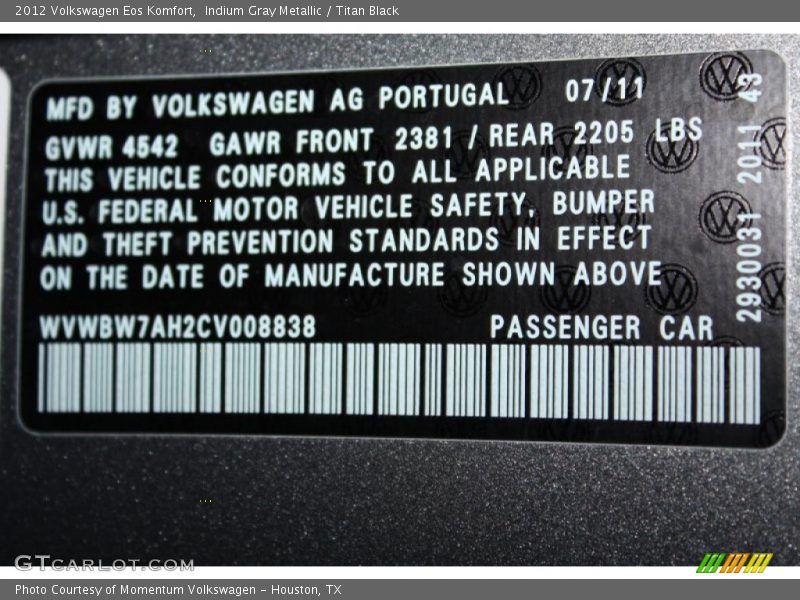 2012 Volkswagen Eos Komfort, Indium Gray Metallic / Titan Black
MFD BY VOLKSWAGEN AG PORTUGAL 07/11
GVWR 4542 GAWR FRONT 2381 / REAR 2205 LBS
THIS VEHICLE CONFORMS TO ALL APPLICABLE
U.S. FEDERAL MOTOR VEHICLE SAFETY, BUMPER
AND THEFT PREVENTION STANDARDS IN EFFECT
ON THE DATE OF MANUFACTURE SHOWN ABOVE
WVWBW7AH2CV008838 PASSENGER CAR
2930031 2011 43
GTCARLOT.COM
Photo Courtesy of Momentum Volkswagen - Houston, TX